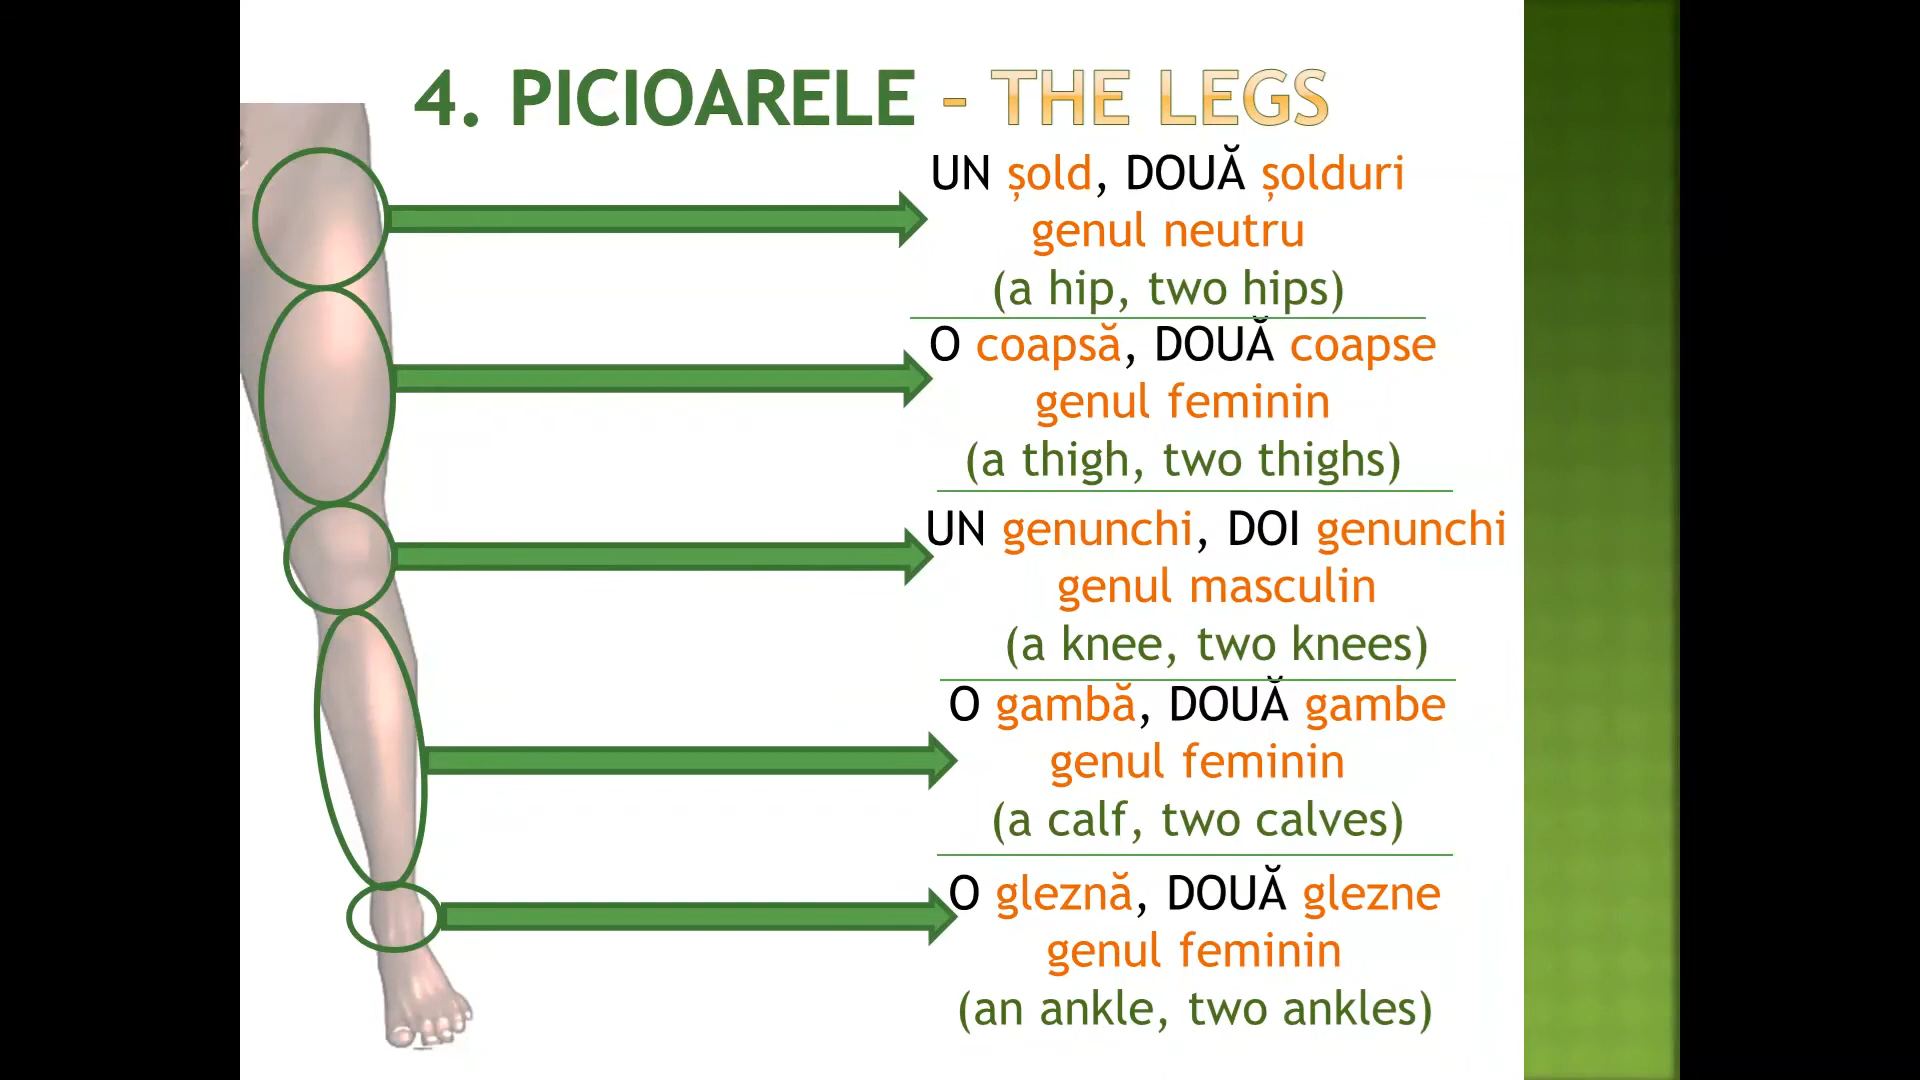 4. PICIOARELE - THE LEGS
UN șold, DOUĂ șolduri
genul neutru
(a hip, two hips)
O coapsă, DOUĂ coapse
genul feminin
(a thigh, two thighs)
UN genunchi, DOI genunchi
genul masculin
(a knee, two knees)
O gambă, DOUĂ gambe
genul feminin
(a calf, two calves)
O gleznă, DOUĂ glezne
genul feminin
(an ankle, two ankles)